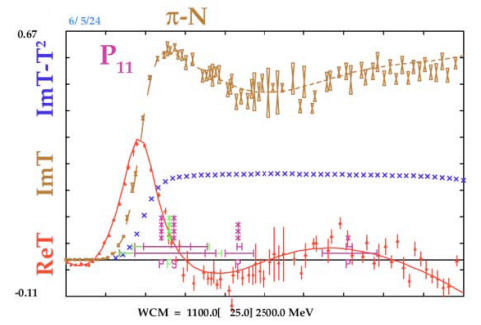 6/ 5/24
π-N
0.67
P₁₁
ImT-T²
ImT
ReT
-0.11
WCM = 1100.0[ 25.0] 2500.0 MeV